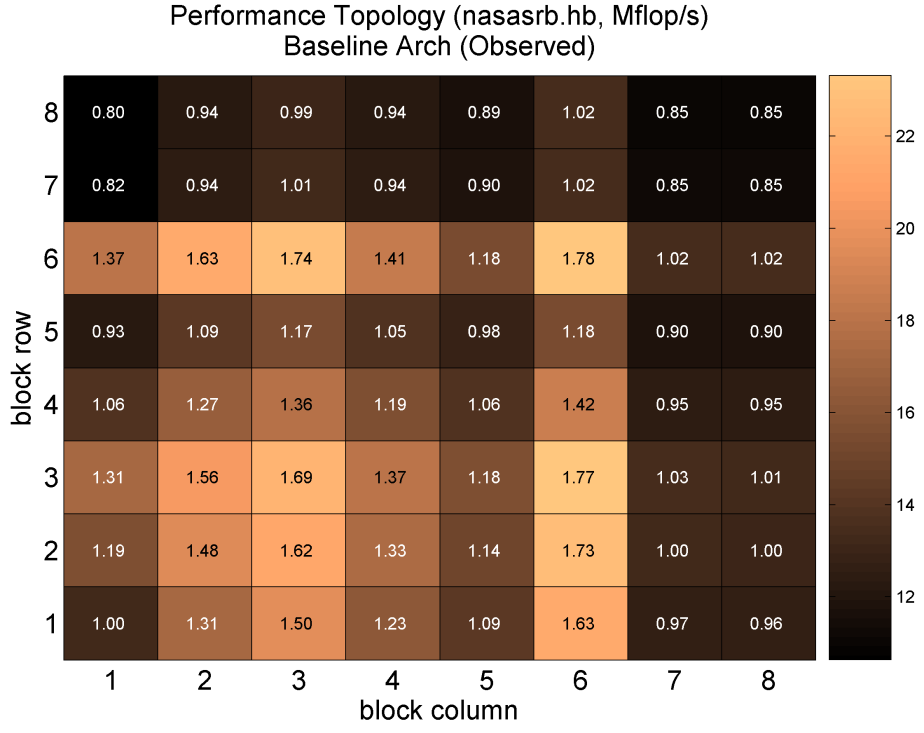 Performance Topology (nasasrb.hb, Mflop/s)
Baseline Arch (Observed)
8 0.80 0.94 0.99 0.94 0.89 1.02 0.85 0.85
7 0.82 0.94 1.01 0.94 0.90 1.02 0.85 0.85
6 1.37 1.63 1.74 1.41 1.18 1.78 1.02 1.02
5 0.93 1.09 1.17 1.05 0.98 1.18 0.90 0.90
4 1.06 1.27 1.36 1.19 1.06 1.42 0.95 0.95
3 1.31 1.56 1.69 1.37 1.18 1.77 1.03 1.01
2 1.19 1.48 1.62 1.33 1.14 1.73 1.00 1.00
1 1.00 1.31 1.50 1.23 1.09 1.63 0.97 0.96
1 2 3 4 5 6 7 8
block column
block row
22
20
18
16
14
12